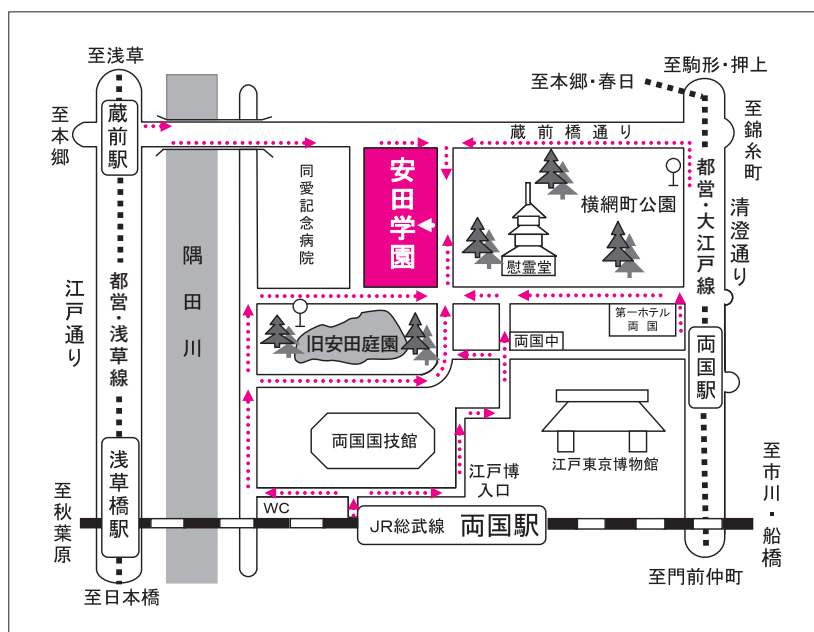 至浅草
至駒形・押上
至本郷・春日
至本郷
蔵前駅
蔵前橋通り
至錦糸町
同愛記念病院
安田学園
横網町公園
慰霊堂
都営・大江戸線
清澄通り
隅田川
江戸通り
都営・浅草線
旧安田庭園
第一ホテル
両国
両国中
両国駅
両国国技館
江戸東京博物館
江戸博
入口
浅草橋駅
WC
JR総武線 両国駅
至秋葉原
至市川・船橋
至日本橋
至門前仲町